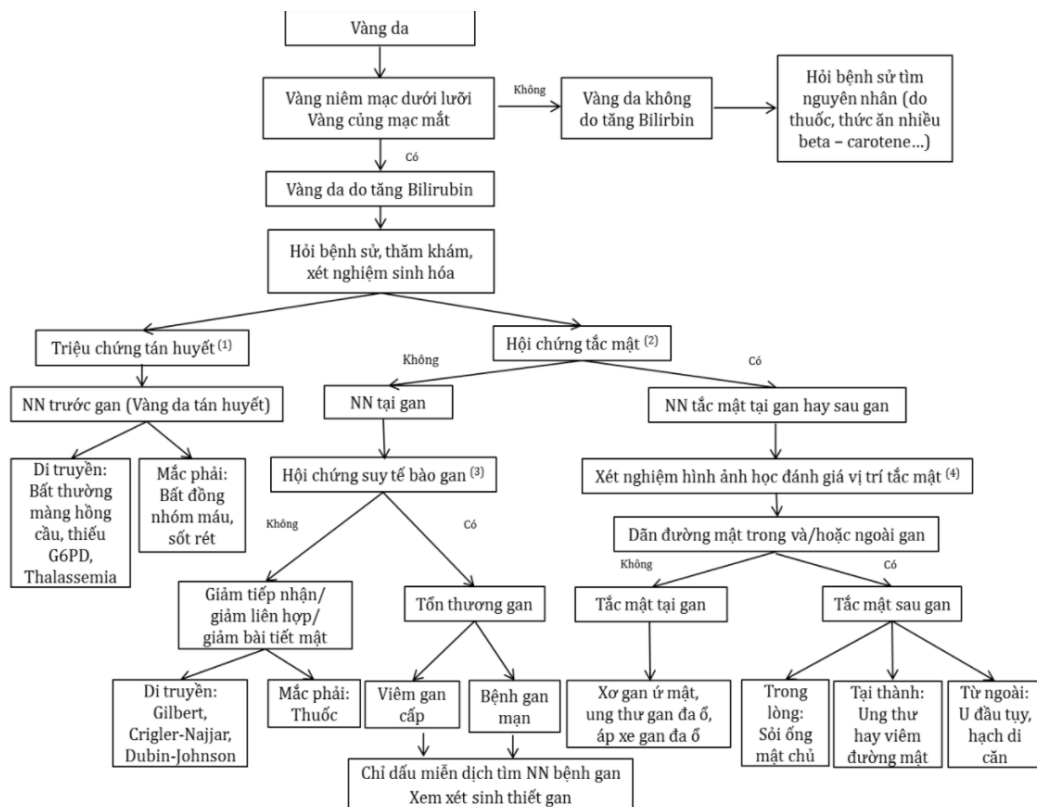 Vàng da
Vàng niêm mạc dưới lưỡi
Vàng củng mạc mắt
Không
Vàng da không
do tăng Bilirbin
Hỏi bệnh sử tìm
nguyên nhân (do
thuốc, thức ăn nhiều
beta – carotene...)
Có
Vàng da do tăng Bilirubin
Hỏi bệnh sử, thăm khám,
xét nghiệm sinh hóa
Triệu chứng tán huyết (1)
Hội chứng tắc mật (2)
Không
Có
NN trước gan (Vàng da tán huyết)
NN tại gan
NN tắc mật tại gan hay sau gan
Di truyền:
Bất thường
màng hồng
cầu, thiếu
G6PD,
Thalassemia
Mắc phải:
Bất đồng
nhóm máu,
sốt rét
Hội chứng suy tế bào gan (3)
Xét nghiệm hình ảnh học đánh giá vị trí tắc mật (4)
Không
Có
Dãn đường mật trong và/hoặc ngoài gan
Không
Có
Giảm tiếp nhận/
giảm liên hợp/
giảm bài tiết mật
Tổn thương gan
Tắc mật tại gan
Tắc mật sau gan
Di truyền:
Gilbert,
Crigler-Najjar,
Dubin-Johnson
Mắc phải:
Thuốc
Viêm gan
cấp
Bệnh gan
mạn
Xơ gan ứ mật,
ung thư gan đa ổ,
áp xe gan đa ổ
Trong
lòng:
Sỏi ống
mật chủ
Tại thành:
Ung thư
hay viêm
đường mật
Từ ngoài:
U đầu tụy,
hạch di
căn
Chỉ dấu miễn dịch tìm NN bệnh gan
Xem xét sinh thiết gan